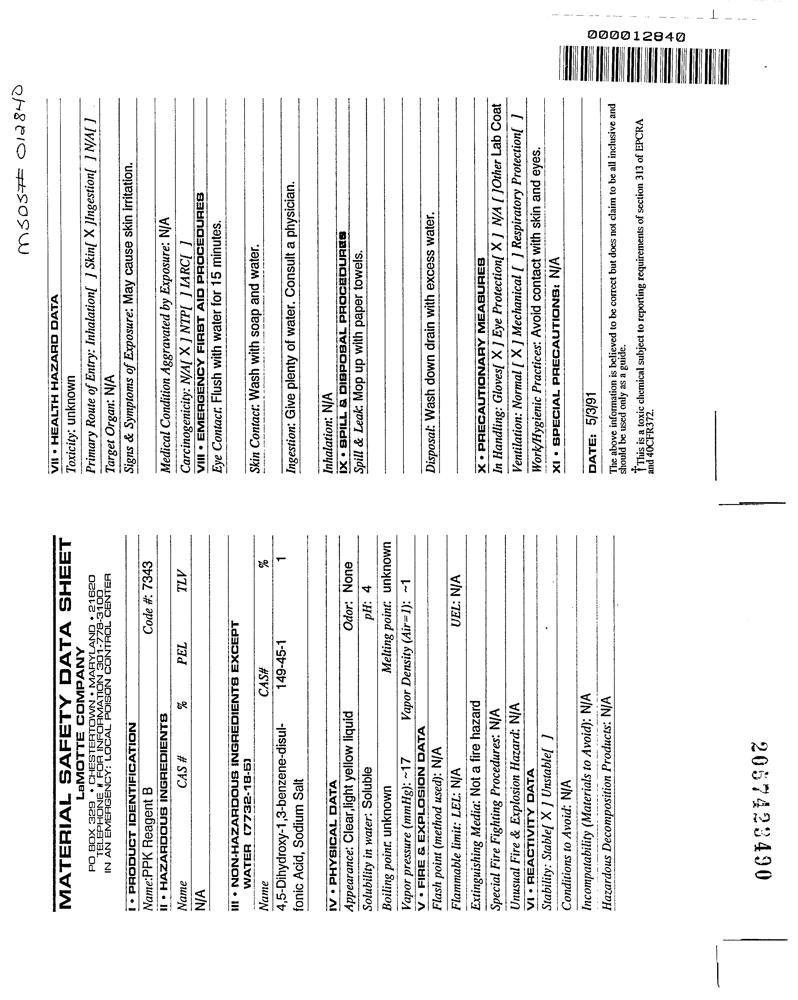 MSDS# 012840
000012840
MATERIAL SAFETY DATA SHEET
LaMOTTE COMPANY
PO BOX 329 • CHESTERTOWN • MARYLAND • 21620
TELEPHONE # FOR INFORMATION 301-778-3100
IN AN EMERGENCY: LOCAL POISON CONTROL CENTER
I • PRODUCT IDENTIFICATION
Name: PPK Reagent B Code #: 7343
II • HAZARDOUS INGREDIENTS
Name CAS # % PEL TLV
N/A
III • NON-HAZARDOUS INGREDIENTS EXCEPT
WATER (7732-18-5)
Name CAS# %
4,5-Dihydroxy-1,3-benzene-disul- 149-45-1 1
fonic Acid, Sodium Salt
IV • PHYSICAL DATA
Appearance: Clear,light yellow liquid Odor: None
Solubility in water: Soluble pH: 4
Boiling point: unknown Melting point: unknown
Vapor pressure (mmHg): ~17 Vapor Density (Air=1): ~1
V • FIRE & EXPLOSION DATA
Flash point (method used): N/A
Flammable limit: LEL: N/A UEL: N/A
Extinguishing Media: Not a fire hazard
Special Fire Fighting Procedures: N/A
Unusual Fire & Explosion Hazard: N/A
VI • REACTIVITY DATA
Stability: Stable[ X ] Unstable[ ]
Conditions to Avoid: N/A
Incompatability (Materials to Avoid): N/A
Hazardous Decomposition Products: N/A
VII • HEALTH HAZARD DATA
Toxicity: unknown
Primary Route of Entry: Inhalation[ ] Skin[ X ]Ingestion[ ] N/A[ ]
Target Organ: N/A
Signs & Symptoms of Exposure: May cause skin irritation.
Medical Condition Aggravated by Exposure: N/A
Carcinogenicity: N/A[ X ] NTP[ ] IARC[ ]
VIII • EMERGENCY FIRST AID PROCEDURES
Eye Contact: Flush with water for 15 minutes.
Skin Contact: Wash with soap and water.
Ingestion: Give plenty of water. Consult a physician.
Inhalation: N/A
IX • SPILL & DISPOSAL PROCEDURES
Spill & Leak: Mop up with paper towels.
Disposal: Wash down drain with excess water.
X • PRECAUTIONARY MEASURES
In Handling: Gloves[ X ] Eye Protection[ X ] N/A [ ]Other Lab Coat
Ventilation: Normal [ X ] Mechanical [ ] Respiratory Protection[ ]
Work/Hygienic Practices: Avoid contact with skin and eyes.
XI • SPECIAL PRECAUTIONS: N/A
DATE: 5/3/91
The above information is believed to be correct but does not claim to be all inclusive and
should be used only as a guide.
‡This is a toxic chemical subject to reporting requirements of section 313 of EPCRA
and 40CFR372.
2057423490